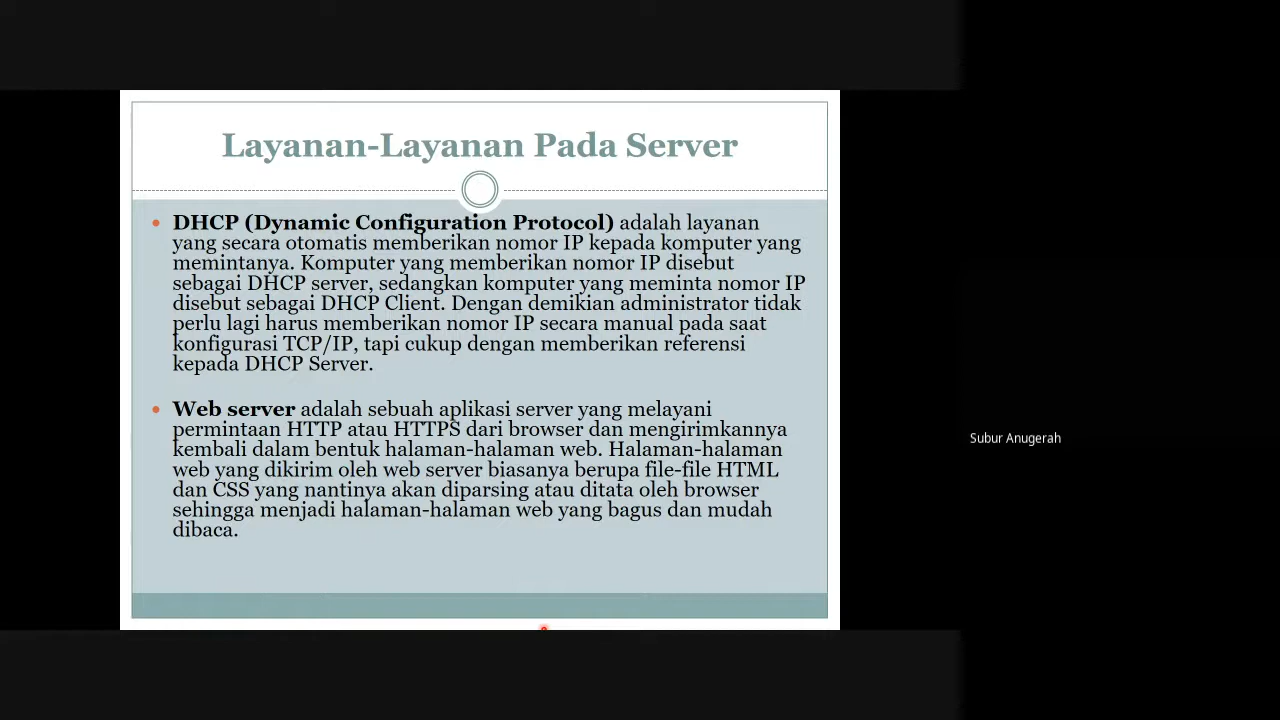 Layanan-Layanan Pada Server
DHCP (Dynamic Configuration Protocol) adalah layanan
yang secara otomatis memberikan nomor IP kepada komputer yang
memintanya. Komputer yang memberikan nomor IP disebut
sebagai DHCP server, sedangkan komputer yang meminta nomor IP
disebut sebagai DHCP Client. Dengan demikian administrator tidak
perlu lagi harus memberikan nomor IP secara manual pada saat
konfigurasi TCP/IP, tapi cukup dengan memberikan referensi
kepada DHCP Server.
Web server adalah sebuah aplikasi server yang melayani
permintaan HTTP atau HTTPS dari browser dan mengirimkannya
kembali dalam bentuk halaman-halaman web. Halaman-halaman
web yang dikirim oleh web server biasanya berupa file-file HTML
dan CSS yang nantinya akan diparsing atau ditata oleh browser
sehingga menjadi halaman-halaman web yang bagus dan mudah
dibaca.
Subur Anugerah